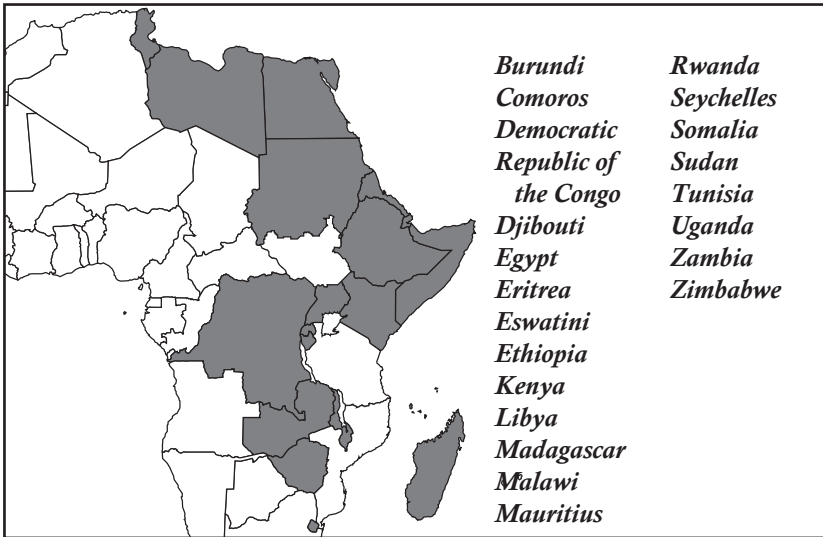 Burundi
Comoros
Democratic
Republic of
the Congo
Djibouti
Egypt
Eritrea
Eswatini
Ethiopia
Kenya
Libya
Madagascar
Malawi
Mauritius
Rwanda
Seychelles
Somalia
Sudan
Tunisia
Uganda
Zambia
Zimbabwe